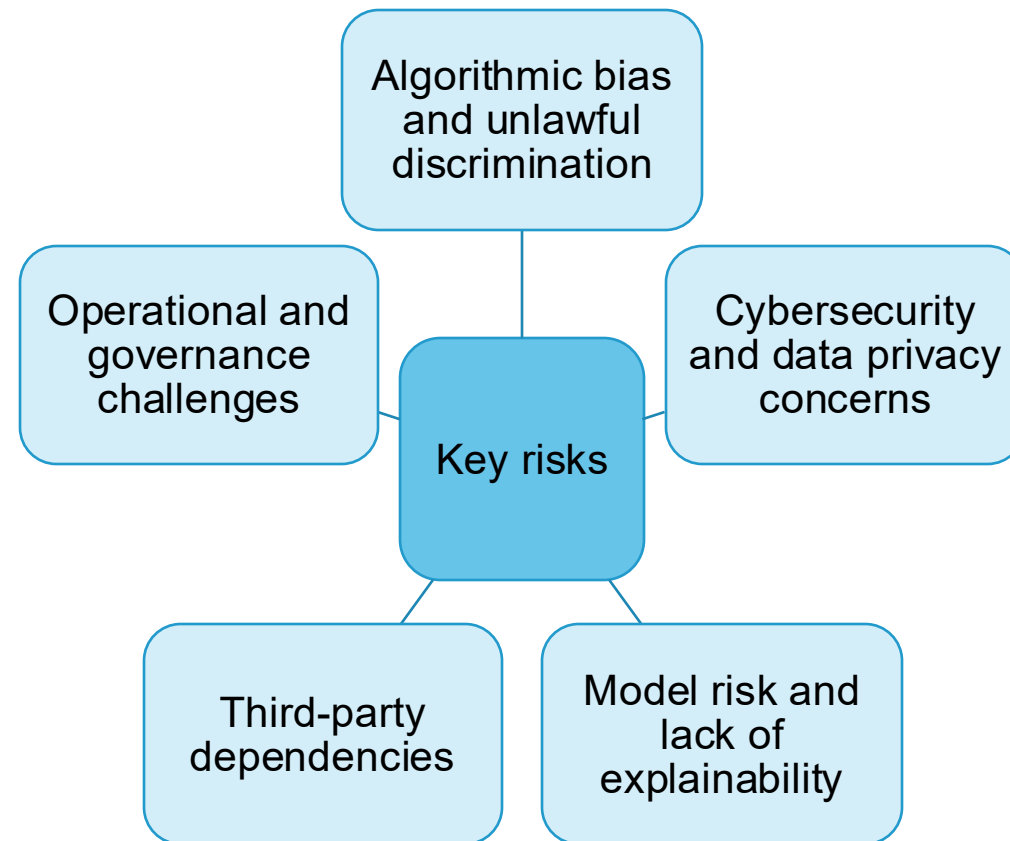 Algorithmic bias
and unlawful
discrimination
Operational and
governance
challenges
Cybersecurity
and data privacy
concerns
Key risks
Third-party
dependencies
Model risk and
lack of
explainability